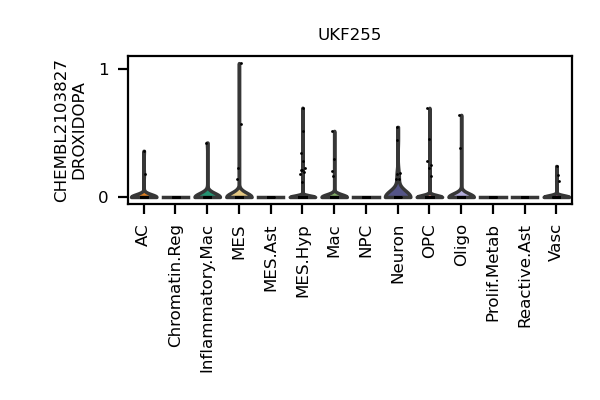 UKF255
CHEMBL2103827
DROXIDOPA
1
0
AC
Chromatin.Reg
Inflammatory.Mac
MES
MES.Ast
MES.Hyp
Mac
NPC
Neuron
OPC
Oligo
Prolif.Metab
Reactive.Ast
Vasc